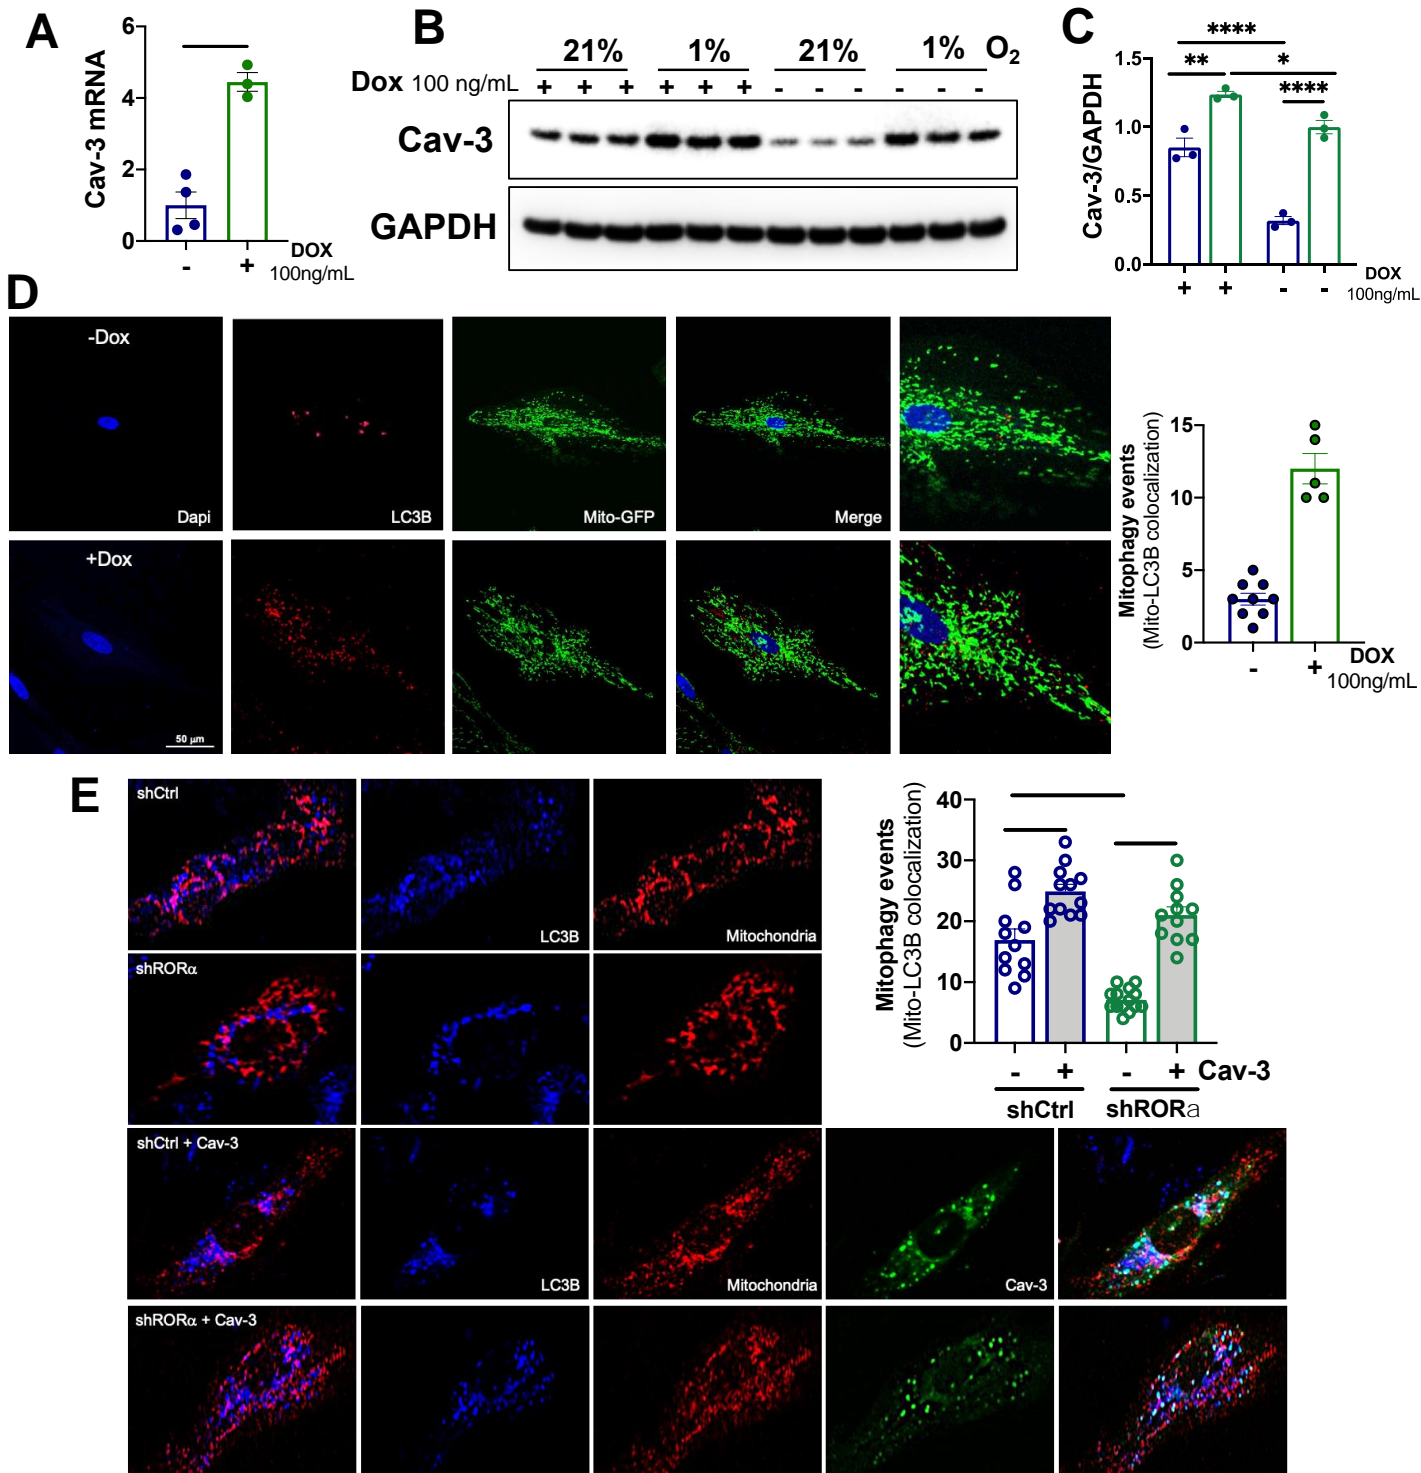 A
Cav-3 mRNA
6
4
2
0
- +
DOX
100ng/mL
B
21% 1% 21% 1% O2
Dox 100 ng/mL + + + + + + - - - - - -
Cav-3
GAPDH
C
Cav-3/GAPDH
1.5
1.0
0.5
0.0
****
** *
****
+ + - -
DOX
100ng/mL
D
-Dox
Dapi
LC3B
Mito-GFP
Merge
+Dox
50 µm
Mitophagy events
(Mito-LC3B colocalization)
15
10
5
0
- +
DOX
100ng/mL
E
shCtrl
LC3B
Mitochondria
shRORα
shCtrl + Cav-3
LC3B
Mitochondria
Cav-3
shRORα + Cav-3
Mitophagy events
(Mito-LC3B colocalization)
40
30
20
10
0
- + - + Cav-3
shCtrl shRORα